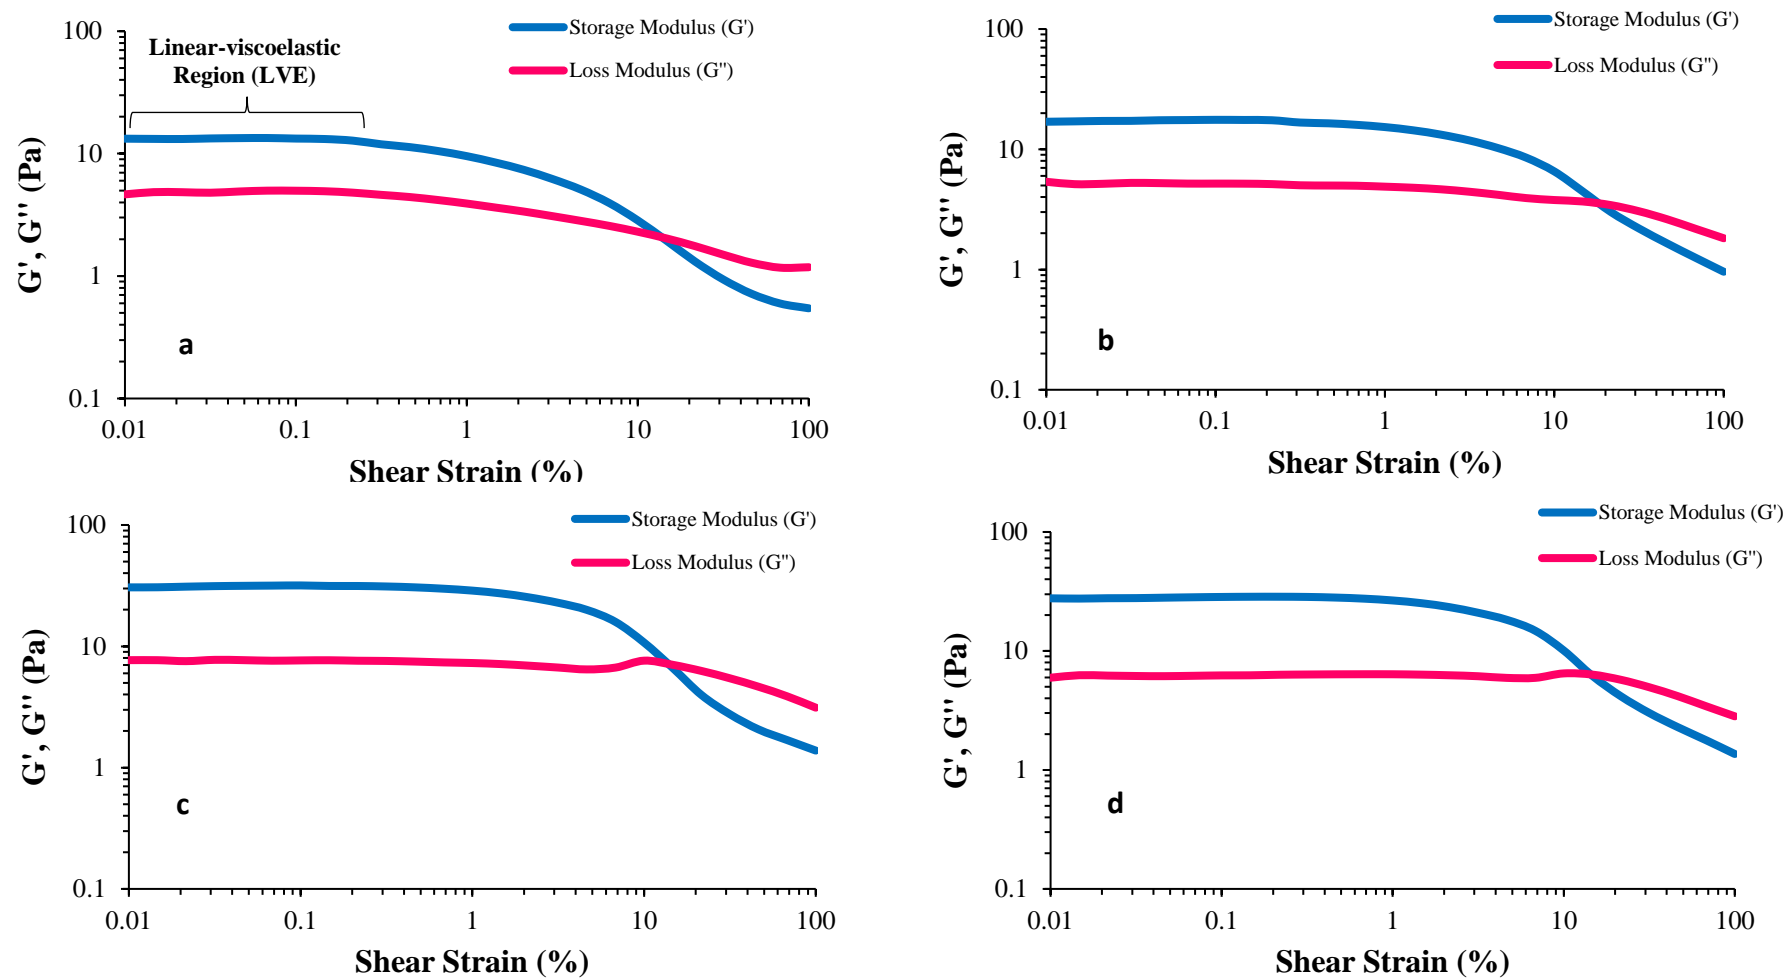 Storage Modulus (G')
Loss Modulus (G'')
Linear-viscoelastic
Region (LVE)
100
10
1
0.1
G', G'' (Pa)
a
0.01 0.1 1 10 100
Shear Strain (%)
Storage Modulus (G')
Loss Modulus (G'')
100
10
1
0.1
G', G'' (Pa)
b
0.01 0.1 1 10 100
Shear Strain (%)
Storage Modulus (G')
Loss Modulus (G'')
100
10
1
0.1
G', G'' (Pa)
c
0.01 0.1 1 10 100
Shear Strain (%)
Storage Modulus (G')
Loss Modulus (G'')
100
10
1
0.1
G', G'' (Pa)
d
0.01 0.1 1 10 100
Shear Strain (%)